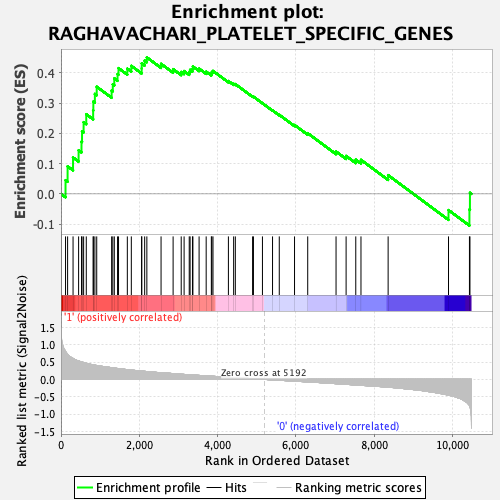 Enrichment plot:
RAGHAVACHARI_PLATELET_SPECIFIC_GENES
Enrichment score (ES)
0.4
0.3
0.2
0.1
0.0
-0.1
'1' (positively correlated)
Ranked list metric (Signal2Noise)
1.5
1.0
0.5
0.0
-0.5
-1.0
-1.5
Zero cross at 5192
'0' (negatively correlated)
0 2,000 4,000 6,000 8,000 10,000
Rank in Ordered Dataset
Enrichment profile Hits Ranking metric scores